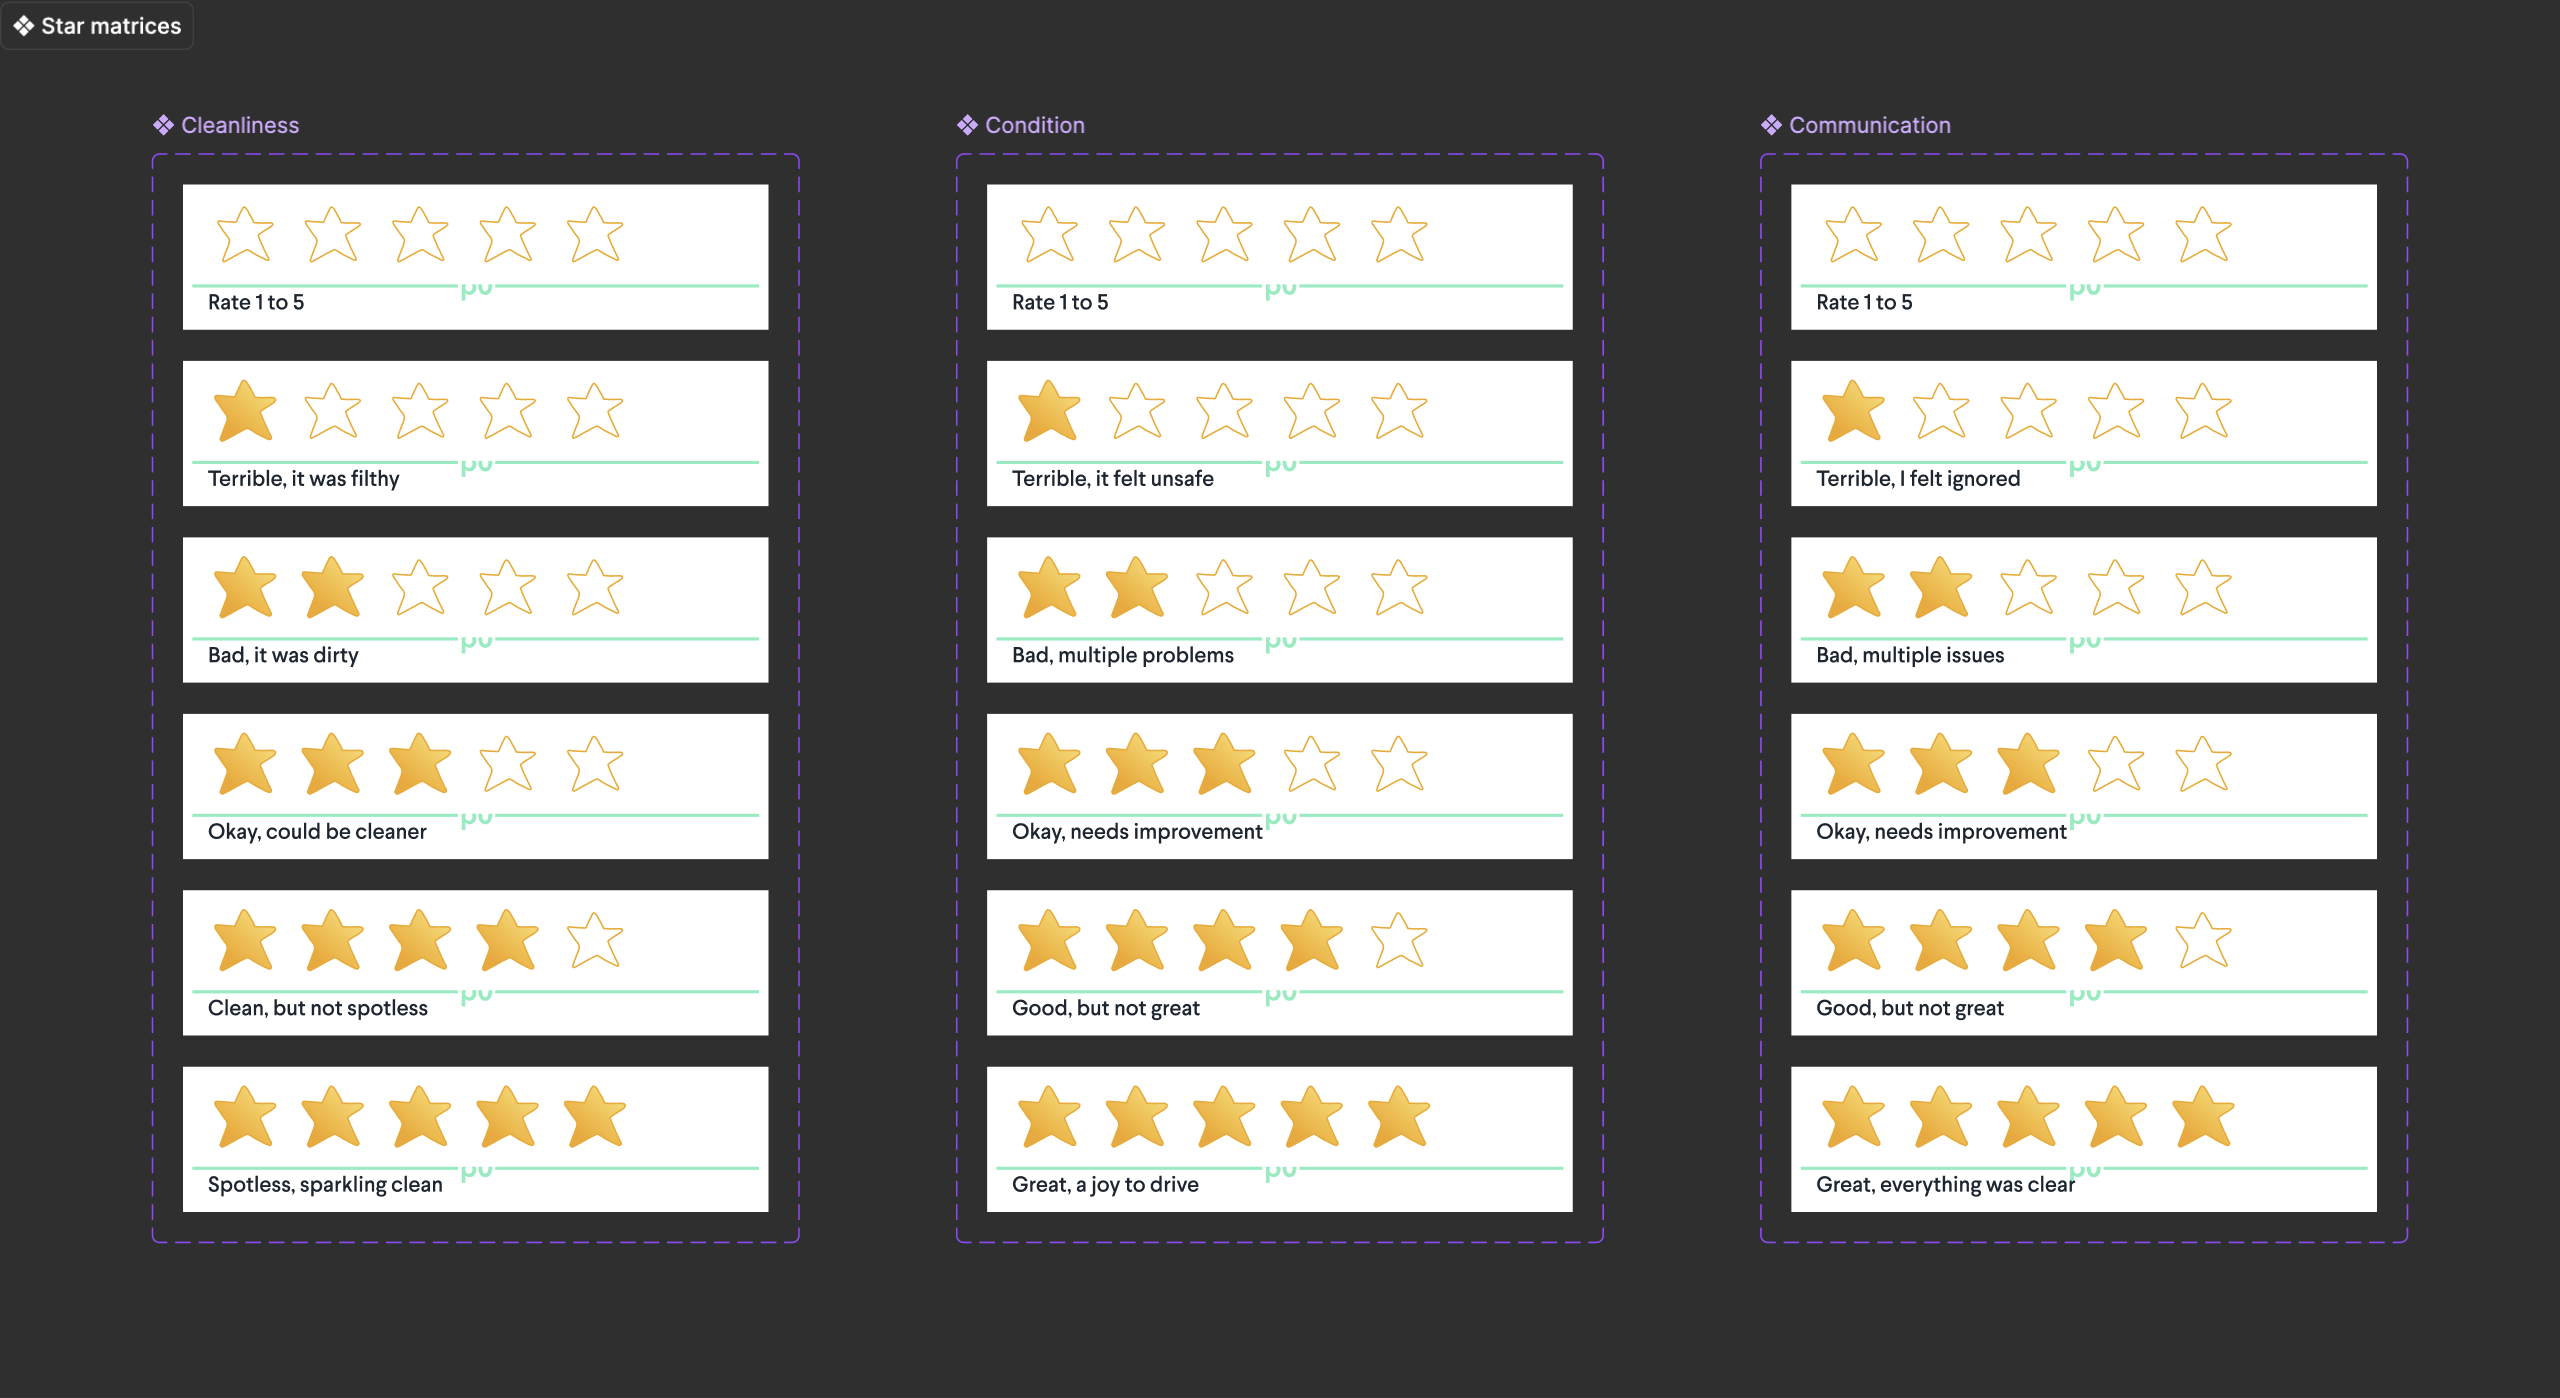 Star matrices
Cleanliness
Rate 1 to 5
Terrible, it was filthy
Bad, it was dirty
Okay, could be cleaner
Clean, but not spotless
Spotless, sparkling clean
Condition
Rate 1 to 5
Terrible, it felt unsafe
Bad, multiple problems
Okay, needs improvement
Good, but not great
Great, a joy to drive
Communication
Rate 1 to 5
Terrible, I felt ignored
Bad, multiple issues
Okay, needs improvement
Good, but not great
Great, everything was clear